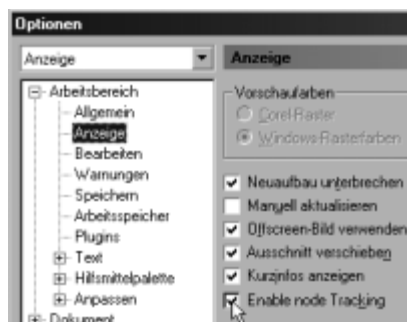 Optionen
Anzeige
Arbeitsbereich
Allgemein
Anzeige
Bearbeiten
Warnungen
Speichern
Arbeitsspeicher
Plugins
Text
Hilfsmittelpalette
Anpassen
Dokument
Anzeige
Vorschaufarben
Corel-Raster
Windows-Rasterfarben
Neuaufbau unterbrechen
Manuell aktualisieren
Offscreen-Bild verwenden
Ausschnitt verschieben
Kurzinfos anzeigen
Enable node Tracking